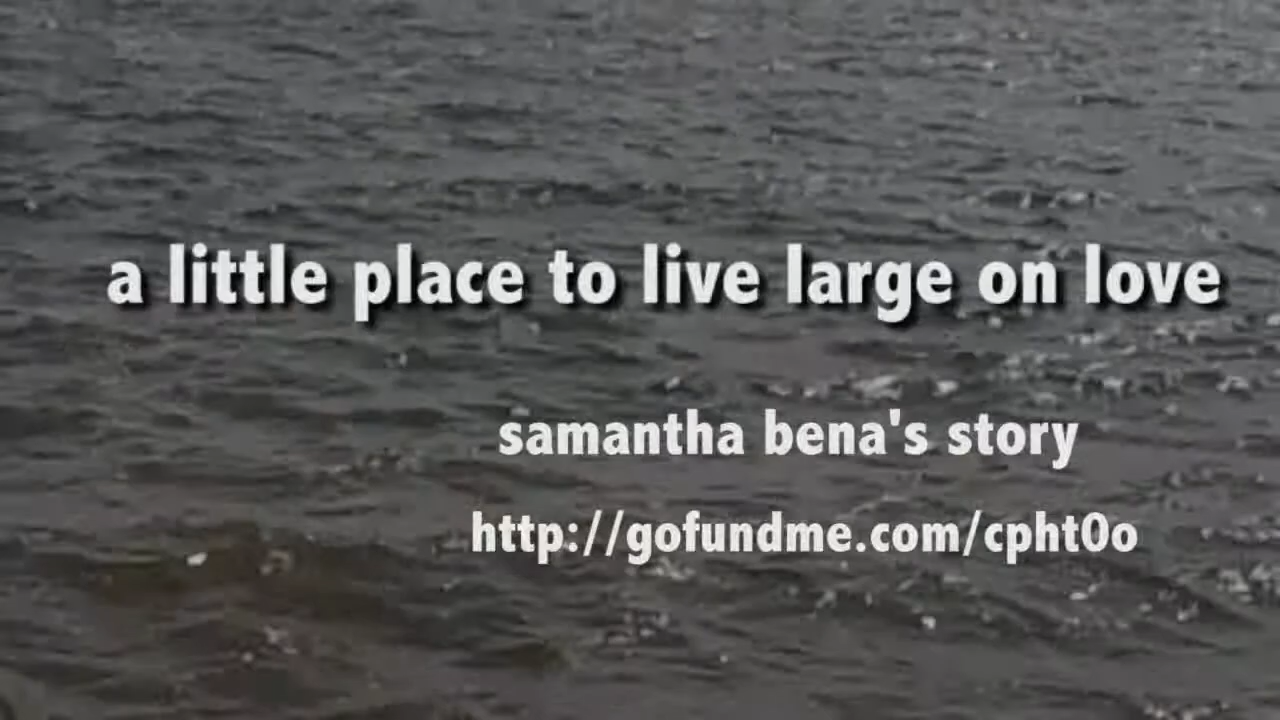 a little place to live large on love
samantha bena's story
http://gofundme.com/cpht0o